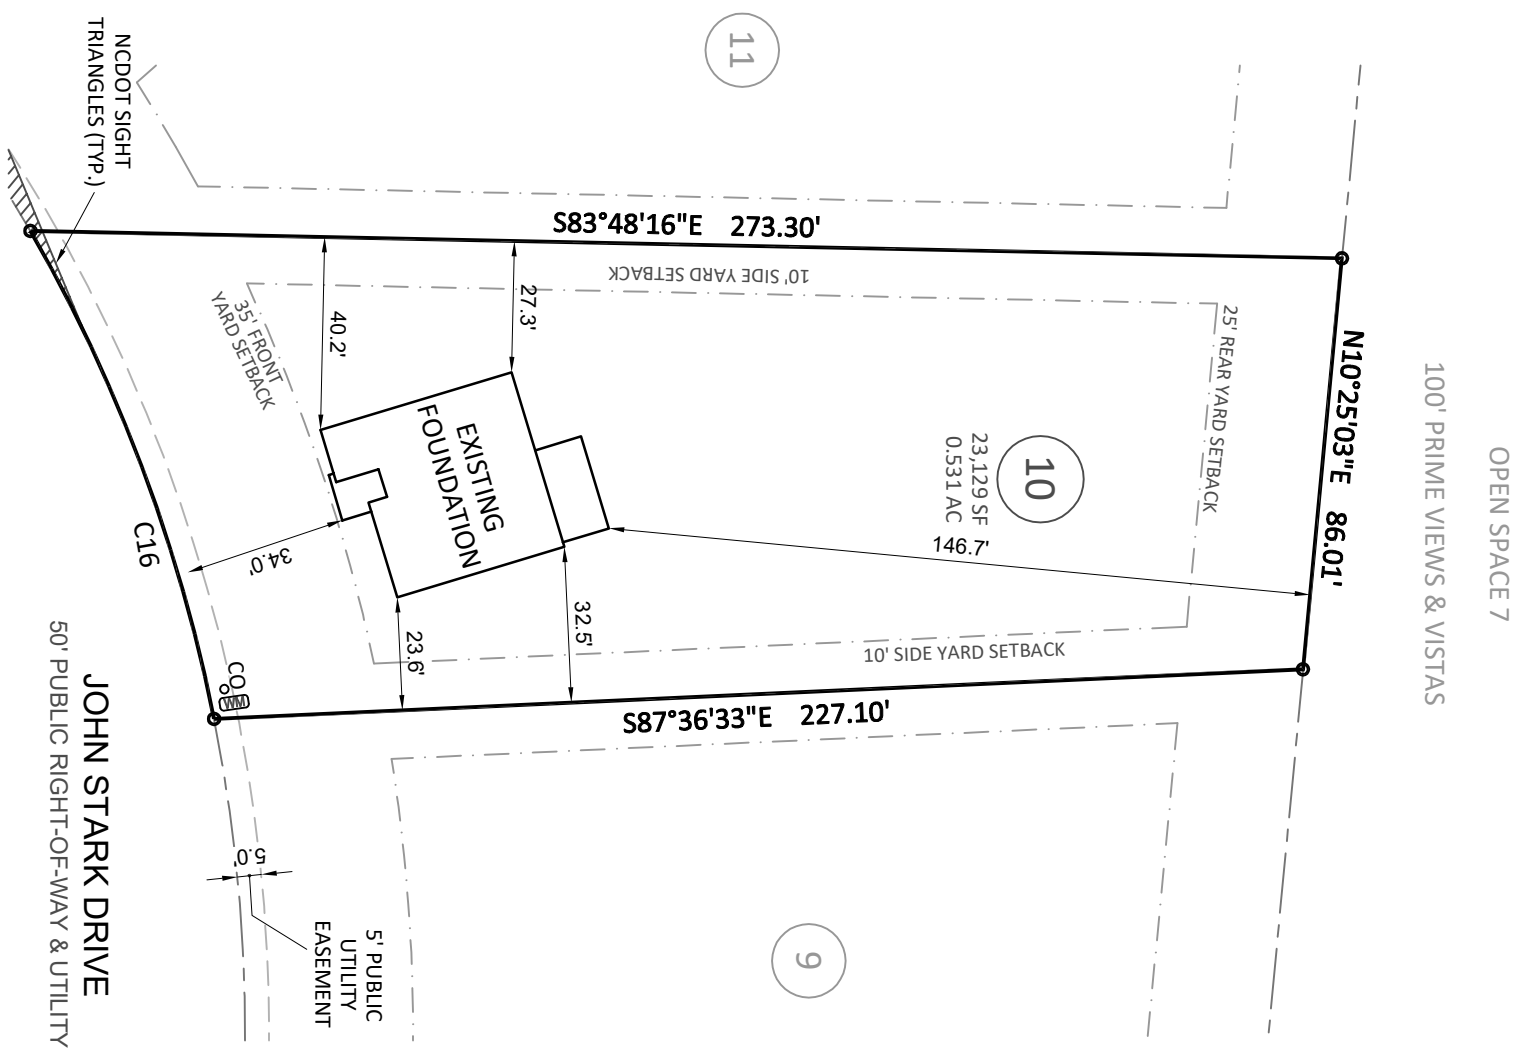 OPEN SPACE 7
100' PRIME VIEWS & VISTAS
11
NCDOT SIGHT
TRIANGLES (TYP.)
S83°48'16"E 273.30'
10' SIDE YARD SETBACK
N10°25'03"E 86.01'
25' REAR YARD SETBACK
27.3'
40.2'
35' FRONT
YARD SETBACK
EXISTING
FOUNDATION
10
23,129 SF
0.531 AC
146.7'
C16
34.0'
32.5'
23.6'
10' SIDE YARD SETBACK
CO
WM
S87°36'33"E 227.10'
JOHN STARK DRIVE
50' PUBLIC RIGHT-OF-WAY & UTILITY
5.0'
5' PUBLIC
UTILITY
EASEMENT
9